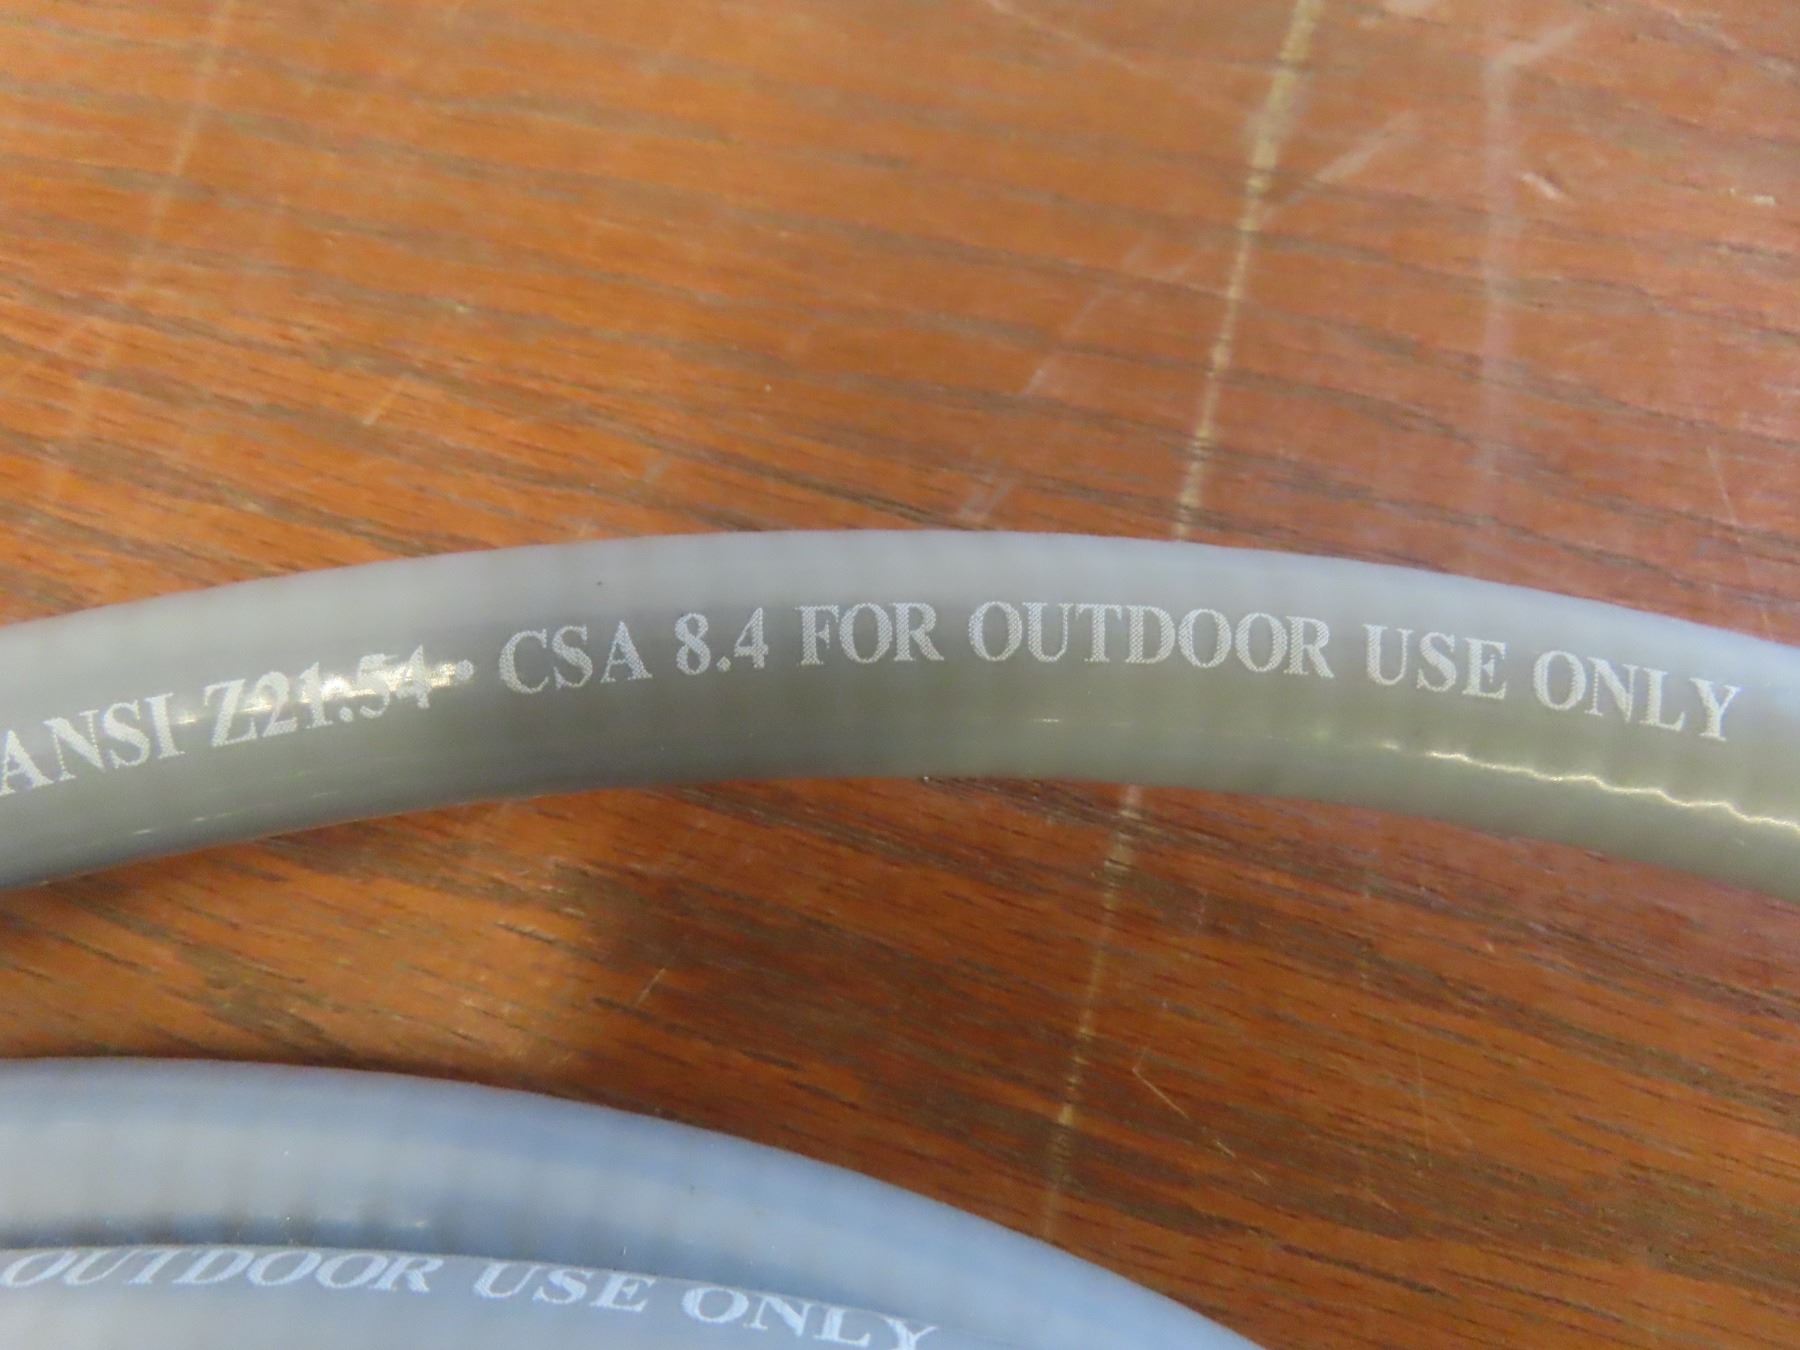 ANSI Z21.54• CSA 8.4 FOR OUTDOOR USE ONLY
OUTDOOR USE ONLY